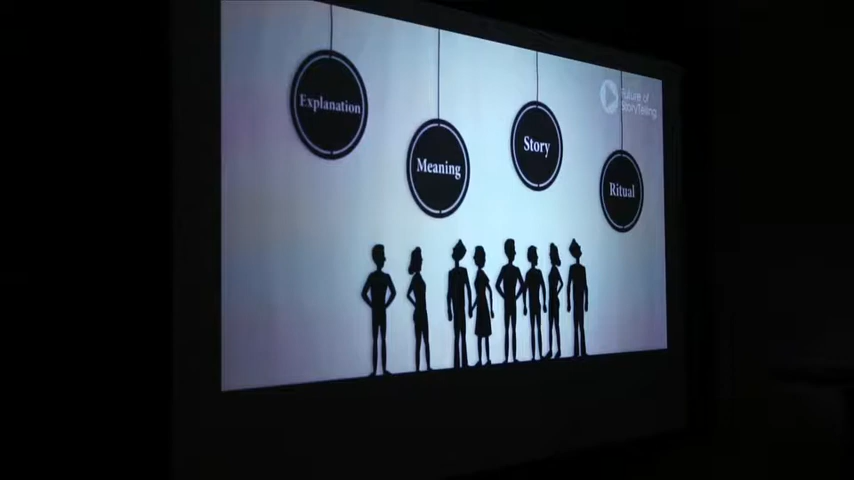 Explanation
Meaning
Story
Ritual
Future of
StoryTelling